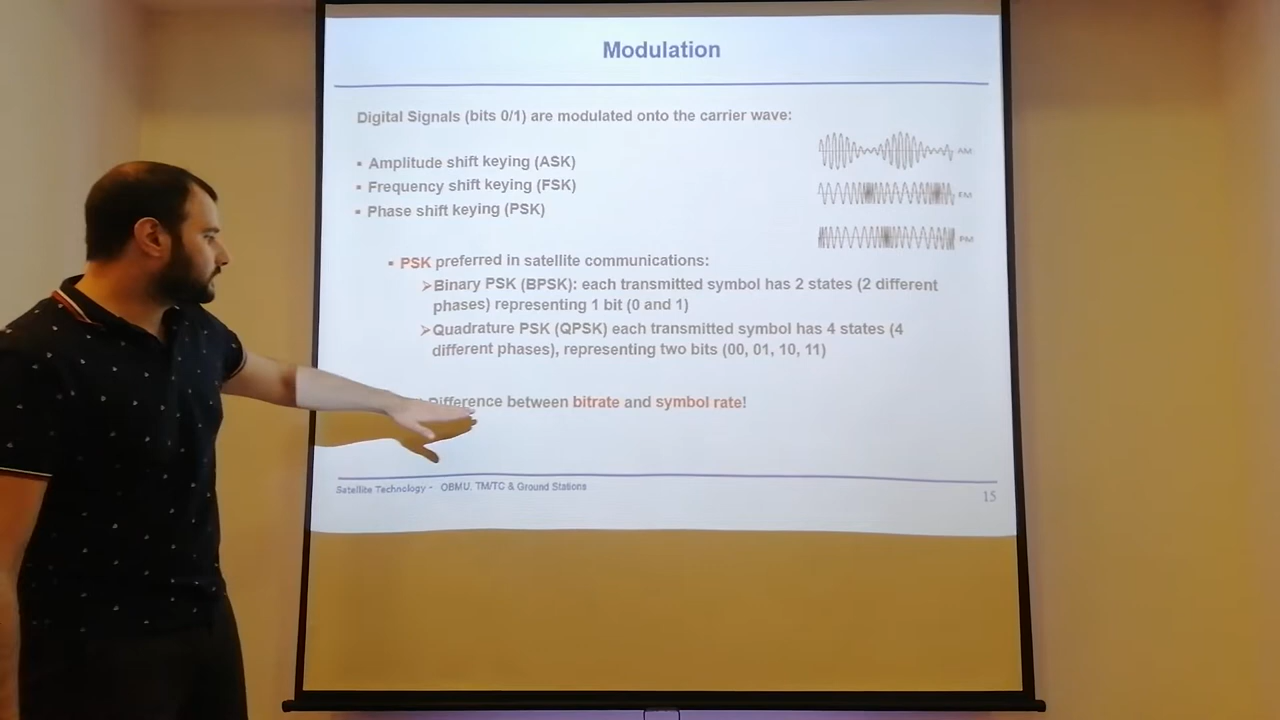 Modulation
Digital Signals (bits 0/1) are modulated onto the carrier wave:
▪ Amplitude shift keying (ASK)
▪ Frequency shift keying (FSK)
▪ Phase shift keying (PSK)
AM
FM
PM
▪ PSK preferred in satellite communications:
➢Binary PSK (BPSK): each transmitted symbol has 2 states (2 different
phases) representing 1 bit (0 and 1)
➢Quadrature PSK (QPSK) each transmitted symbol has 4 states (4
different phases), representing two bits (00, 01, 10, 11)
Difference between bitrate and symbol rate!
Satellite Technology - OBMU, TM/TC & Ground Stations
15